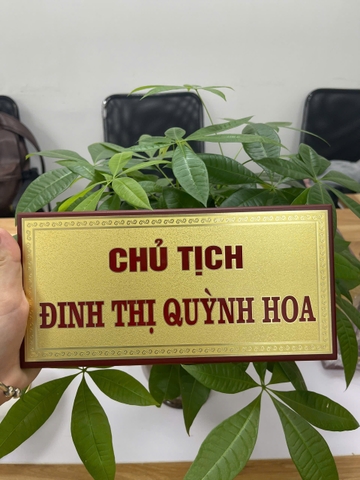 CHỦ TỊCH
ĐINH THỊ QUỲNH HOA